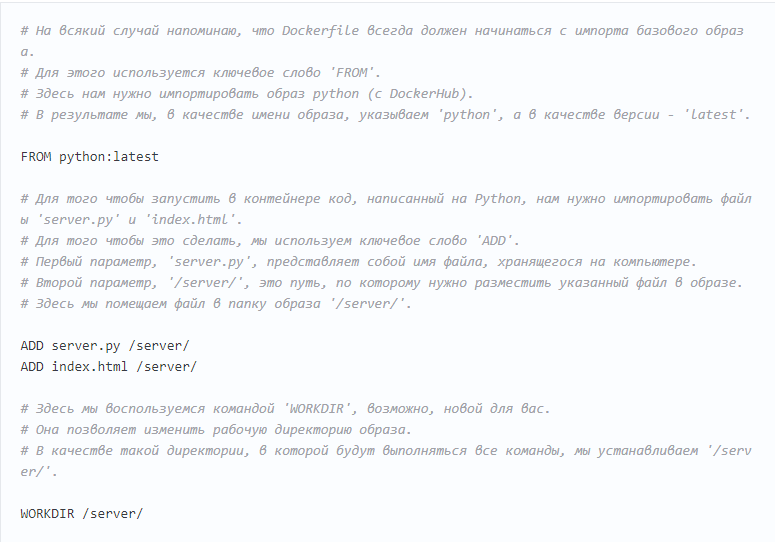 # На всякий случай напоминаю, что Dockerfile всегда должен начинаться с импорта базового образ
а.
# Для этого используется ключевое слово 'FROM'.
# Здесь нам нужно импортировать образ python (с DockerHub).
# В результате мы, в качестве имени образа, указываем 'python', а в качестве версии - 'latest'.
FROM python:latest
# Для того чтобы запустить в контейнере код, написанный на Python, нам нужно импортировать файл
ы 'server.py' и 'index.html'.
# Для того чтобы это сделать, мы используем ключевое слово 'ADD'.
# Первый параметр, 'server.py', представляет собой имя файла, хранящегося на компьютере.
# Второй параметр, '/server/', это путь, по которому нужно разместить указанный файл в образе.
# Здесь мы помещаем файл в папку образа '/server/'.
ADD server.py /server/
ADD index.html /server/
# Здесь мы воспользуемся командой 'WORKDIR', возможно, новой для вас.
# Она позволяет изменить рабочую директорию образа.
# В качестве такой директории, в которой будут выполняться все команды, мы устанавливаем '/serv
er/'.
WORKDIR /server/